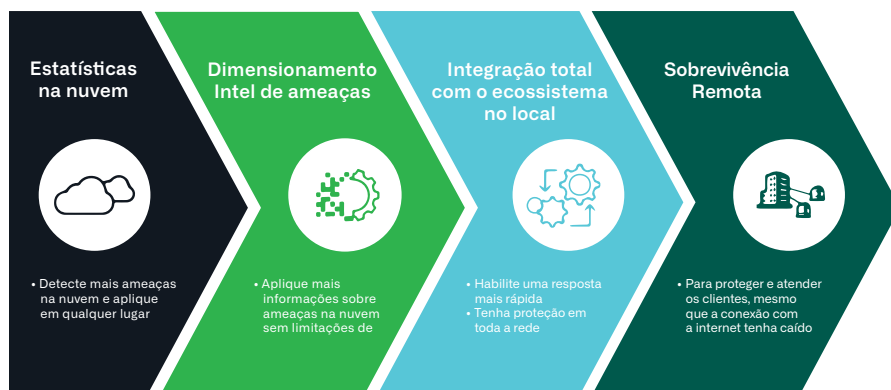 Estatísticas
na nuvem
• Detecte mais ameaças
na nuvem e aplique
em qualquer lugar
Dimensionamento
Intel de ameaças
• Aplique mais
informações sobre
ameaças na nuvem
sem limitações de
Integração total
com o ecossistema
no local
• Habilite uma resposta
mais rápida
• Tenha proteção em
toda a rede
Sobrevivência
Remota
• Para proteger e atender
os clientes, mesmo
que a conexão com
a internet tenha caído